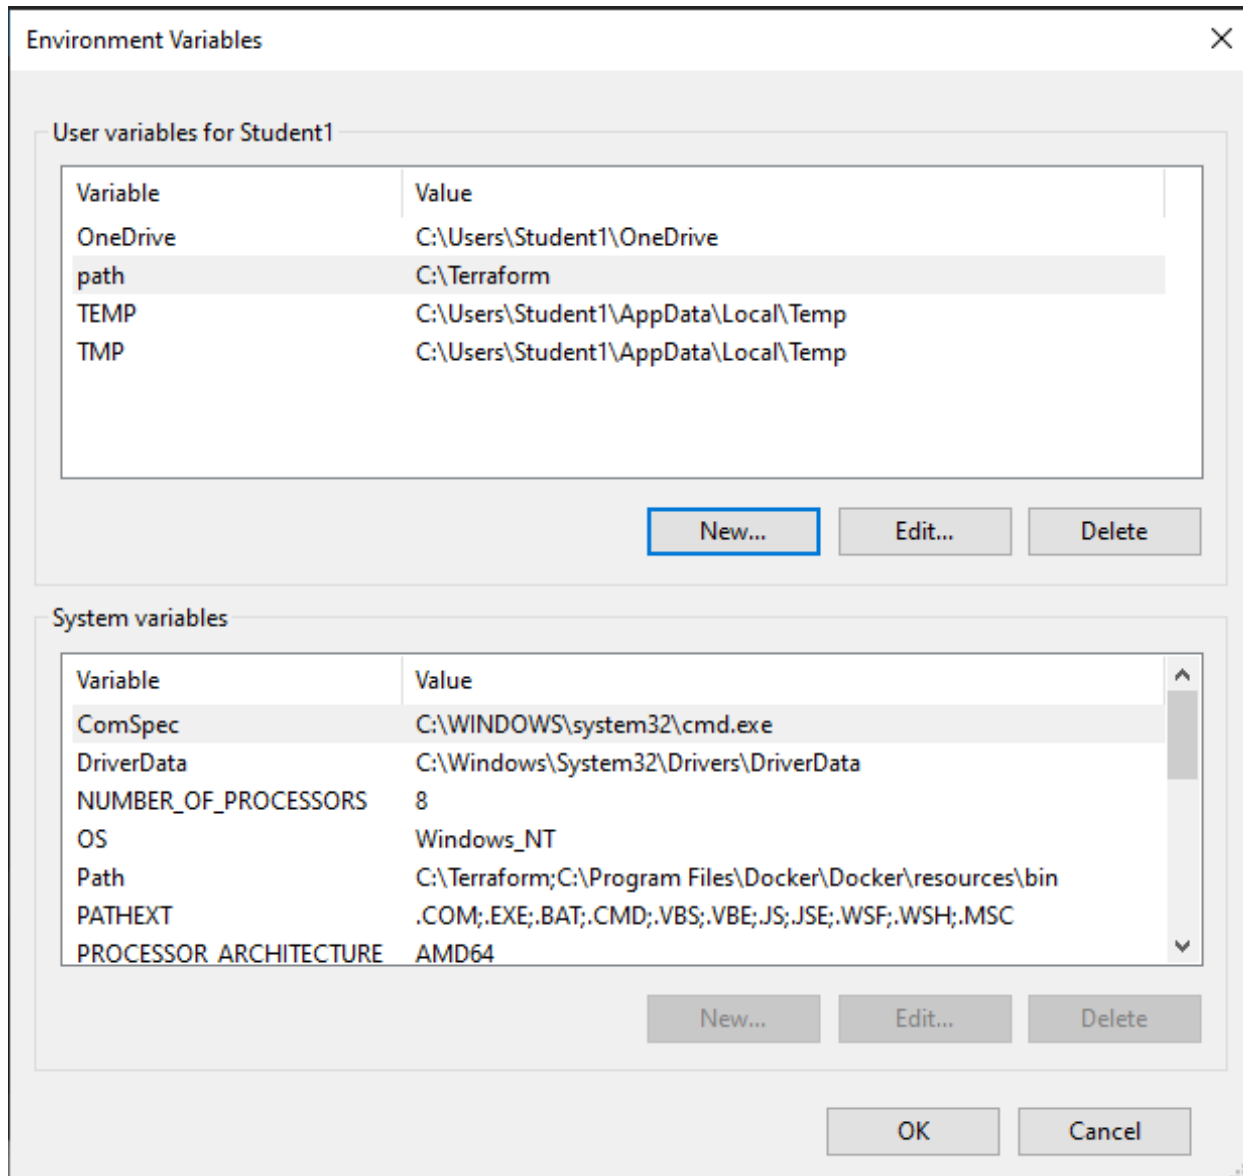 Environment Variables
User variables for Student1
Variable Value
OneDrive C:\Users\Student1\OneDrive
path C:\Terraform
TEMP C:\Users\Student1\AppData\Local\Temp
TMP C:\Users\Student1\AppData\Local\Temp
New... Edit... Delete
System variables
Variable Value
ComSpec C:\WINDOWS\system32\cmd.exe
DriverData C:\Windows\System32\Drivers\DriverData
NUMBER_OF_PROCESSORS 8
OS Windows_NT
Path C:\Terraform;C:\Program Files\Docker\Docker\resources\bin
PATHEXT .COM;.EXE;.BAT;.CMD;.VBS;.VBE;.JS;.JSE;.WSF;.WSH;.MSC
PROCESSOR_ARCHITECTURE AMD64
New... Edit... Delete
OK Cancel